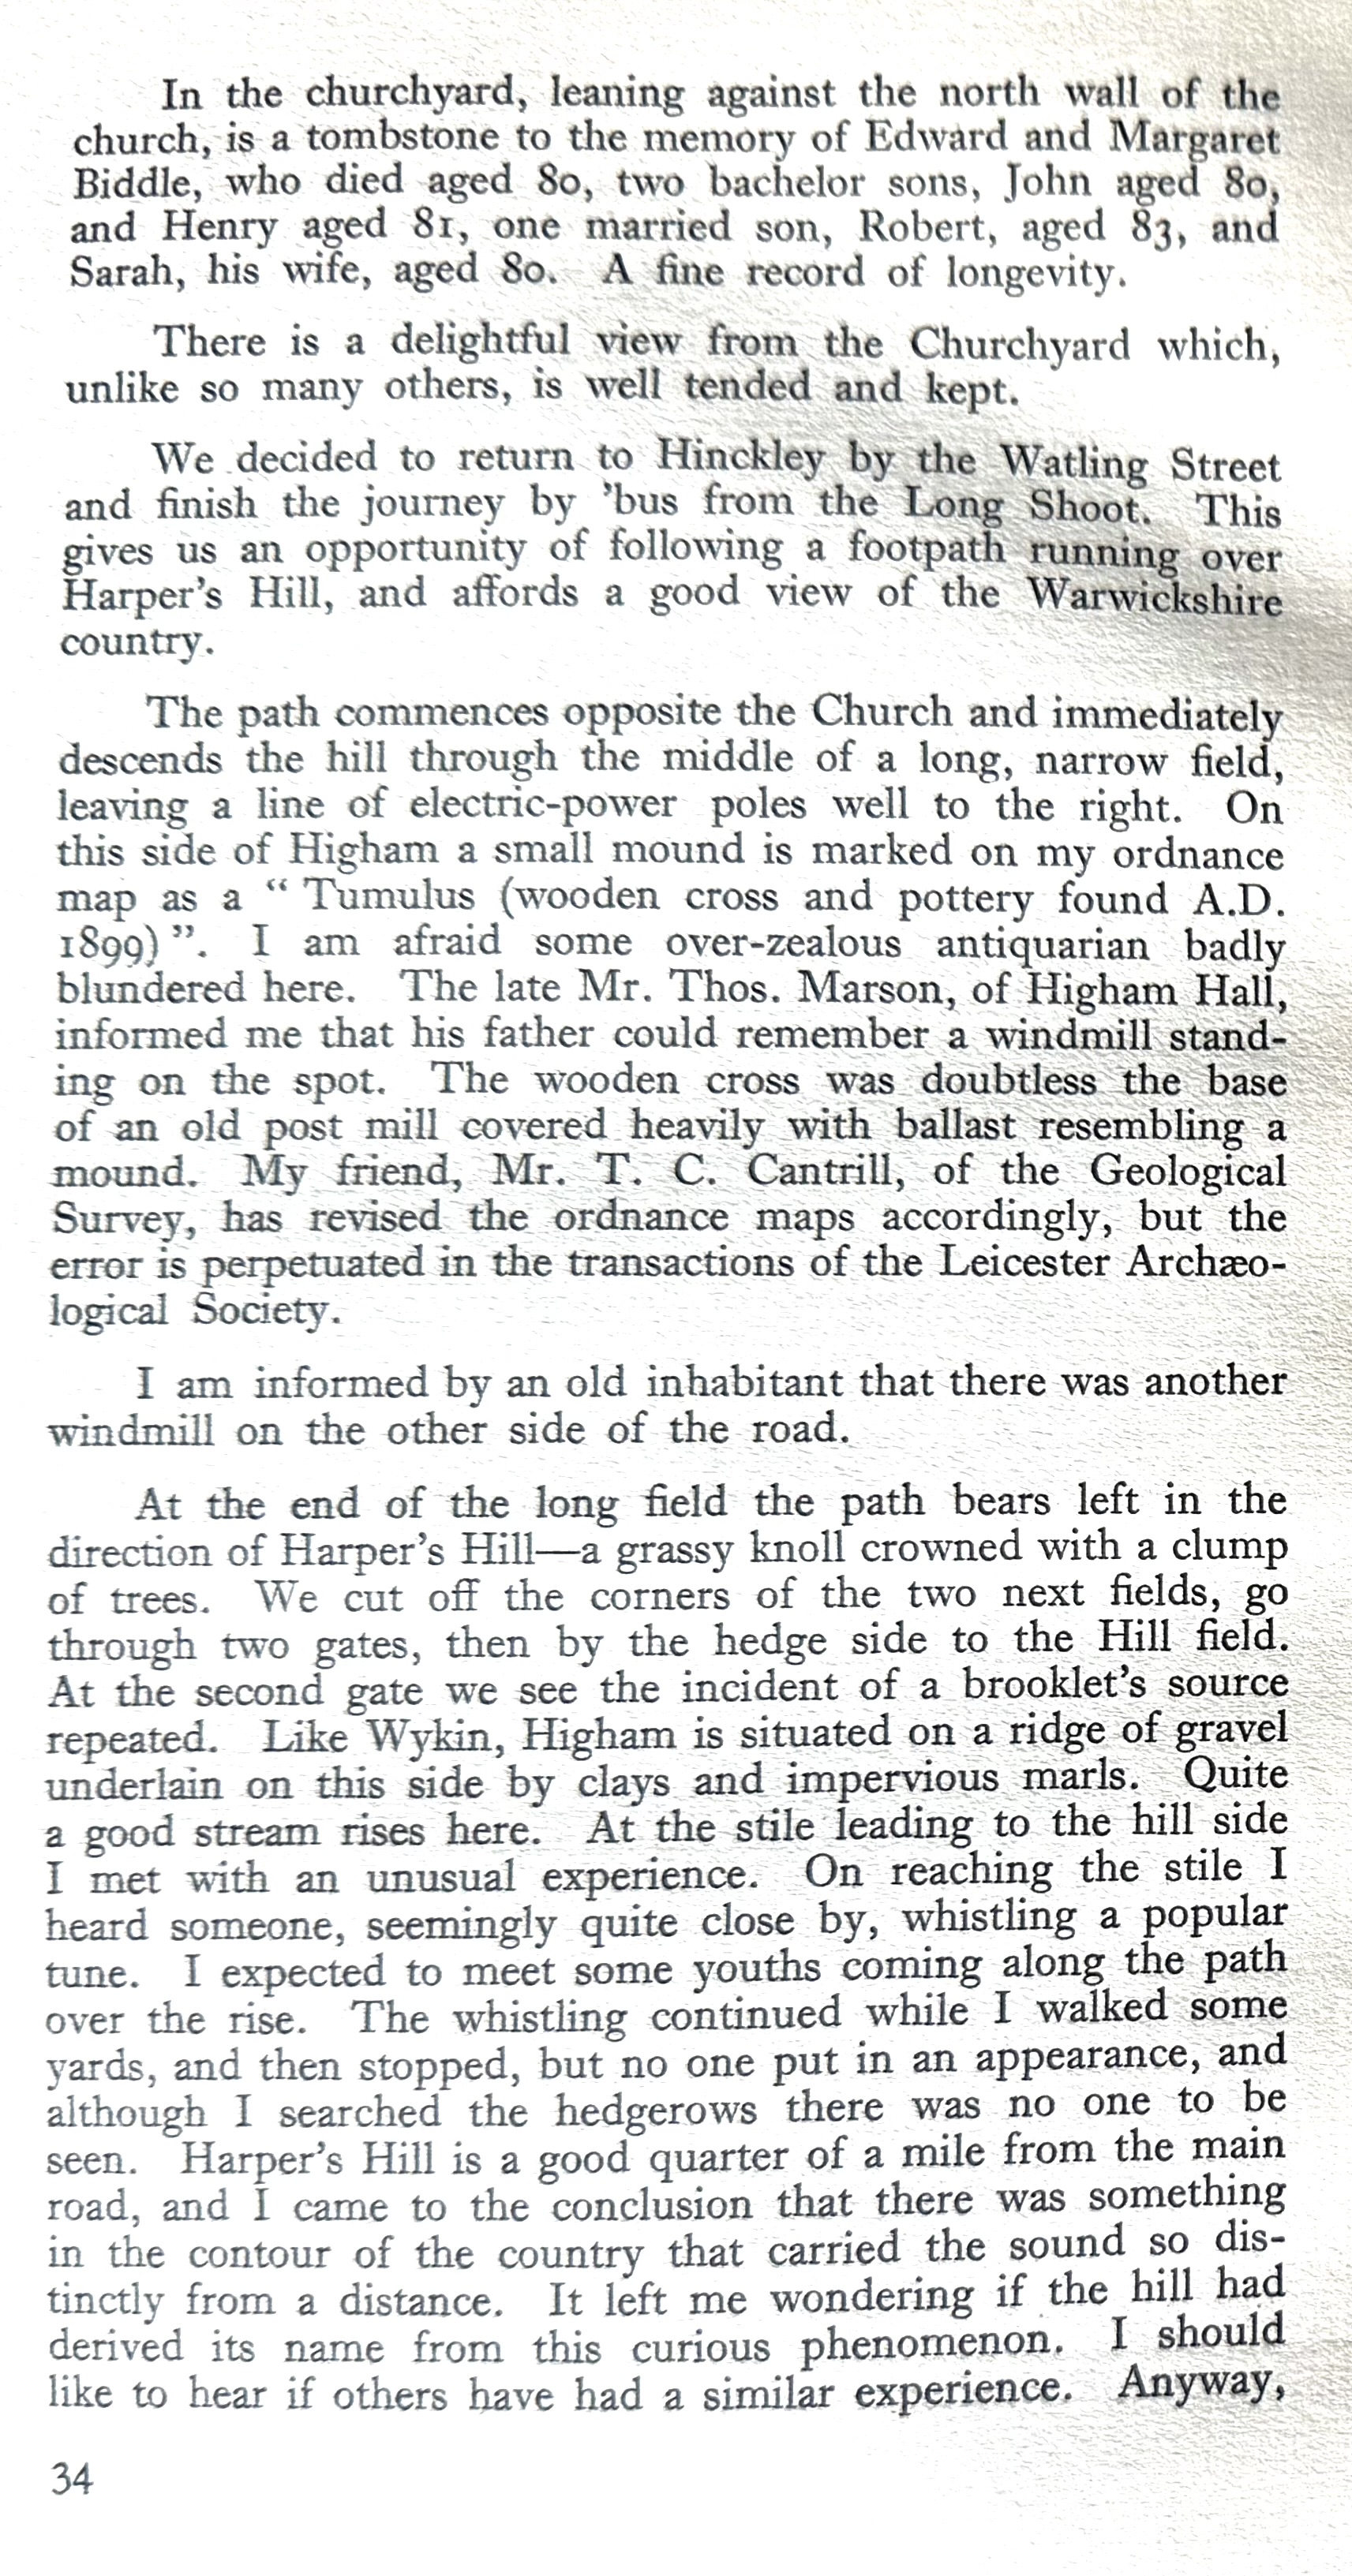 In the churchyard, leaning against the north wall of the
church, is a tombstone to the memory of Edward and Margaret
Biddle, who died aged 80, two bachelor sons, John aged 80,
and Henry aged 81, one married son, Robert, aged 83, and
Sarah, his wife, aged 80. A fine record of longevity.
There is a delightful view from the Churchyard which,
unlike so many others, is well tended and kept.
We decided to return to Hinckley by the Watling Street
and finish the journey by 'bus from the Long Shoot. This
gives us an opportunity of following a footpath running over
Harper's Hill, and affords a good view of the Warwickshire
country.
The path commences opposite the Church and immediately
descends the hill through the middle of a long, narrow field,
leaving a line of electric-power poles well to the right. On
this side of Higham a small mound is marked on my ordnance
map as a “ Tumulus (wooden cross and pottery found A.D.
1899) ”. I am afraid some over-zealous antiquarian badly
blundered here. The late Mr. Thos. Marson, of Higham Hall,
informed me that his father could remember a windmill stand-
ing on the spot. The wooden cross was doubtless the base
of an old post mill covered heavily with ballast resembling a
mound. My friend, Mr. T. C. Cantrill, of the Geological
Survey, has revised the ordnance maps accordingly, but the
error is perpetuated in the transactions of the Leicester Archæo-
logical Society.
I am informed by an old inhabitant that there was another
windmill on the other side of the road.
At the end of the long field the path bears left in the
direction of Harper's Hill—a grassy knoll crowned with a clump
of trees. We cut off the corners of the two next fields, go
through two gates, then by the hedge side to the Hill field.
At the second gate we see the incident of a brooklet's source
repeated. Like Wykin, Higham is situated on a ridge of gravel
underlain on this side by clays and impervious marls. Quite
a good stream rises here. At the stile leading to the hill side
I met with an unusual experience. On reaching the stile I
heard someone, seemingly quite close by, whistling a popular
tune. I expected to meet some youths coming along the path
over the rise. The whistling continued while I walked some
yards, and then stopped, but no one put in an appearance, and
although I searched the hedgerows there was no one to be
seen. Harper's Hill is a good quarter of a mile from the main
road, and I came to the conclusion that there was something
in the contour of the country that carried the sound so dis-
tinctly from a distance. It left me wondering if the hill had
derived its name from this curious phenomenon. I should
like to hear if others have had a similar experience. Anyway,
34